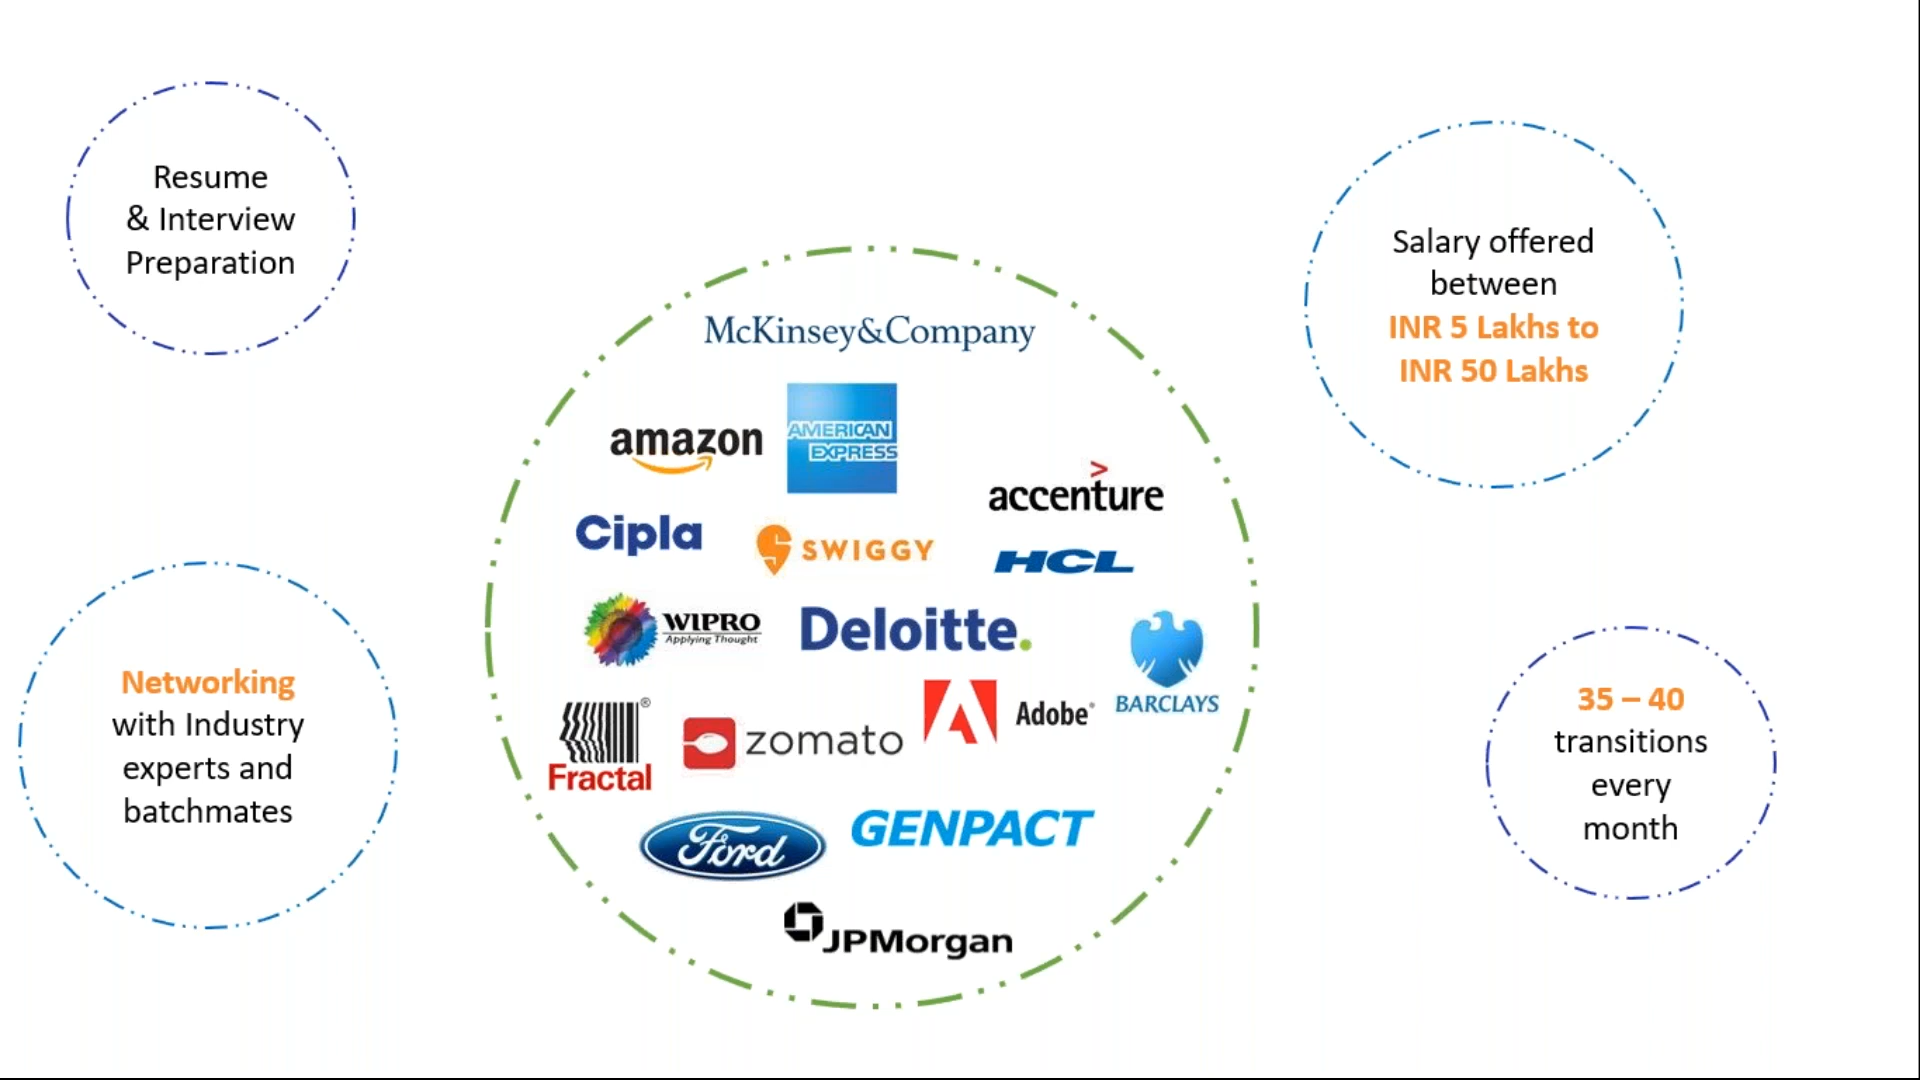 Resume
& Interview
Preparation
Salary offered
between
INR 5 Lakhs to
INR 50 Lakhs
McKinsey&Company
amazon
AMERICAN
EXPRESS
accenture
Cipla
SWIGGY
HCL
WIPRO
Applying Thought
Deloitte.
BARCLAYS
Fractal
®
zomato
Adobe®
Ford
GENPACT
JPMorgan
Networking
with Industry
experts and
batchmates
35 – 40
transitions
every
month